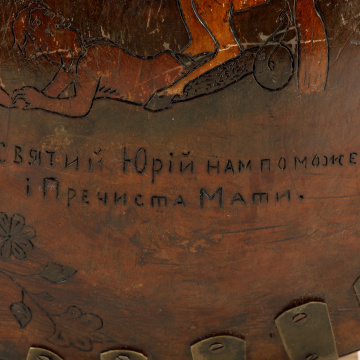 Святий Юрій нам поможе
і Пречиста Мати.